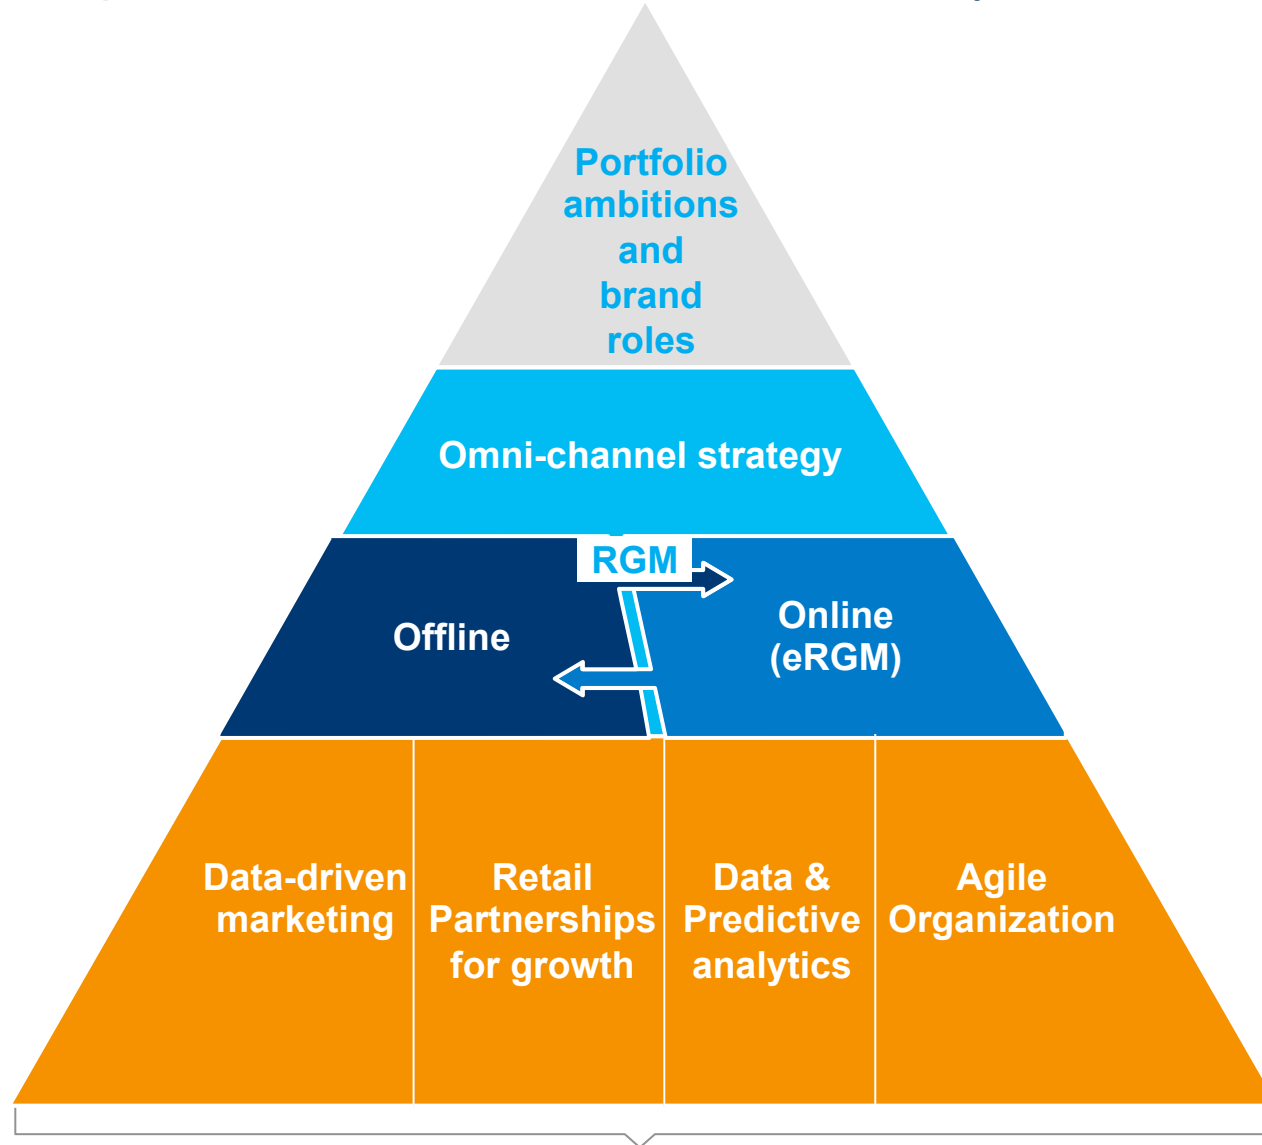 Portfolio
ambitions
and
brand
roles
Omni-channel strategy
RGM
Offline
Online
(eRGM)
Data-driven
marketing
Retail
Partnerships
for growth
Data &
Predictive
analytics
Agile
Organization